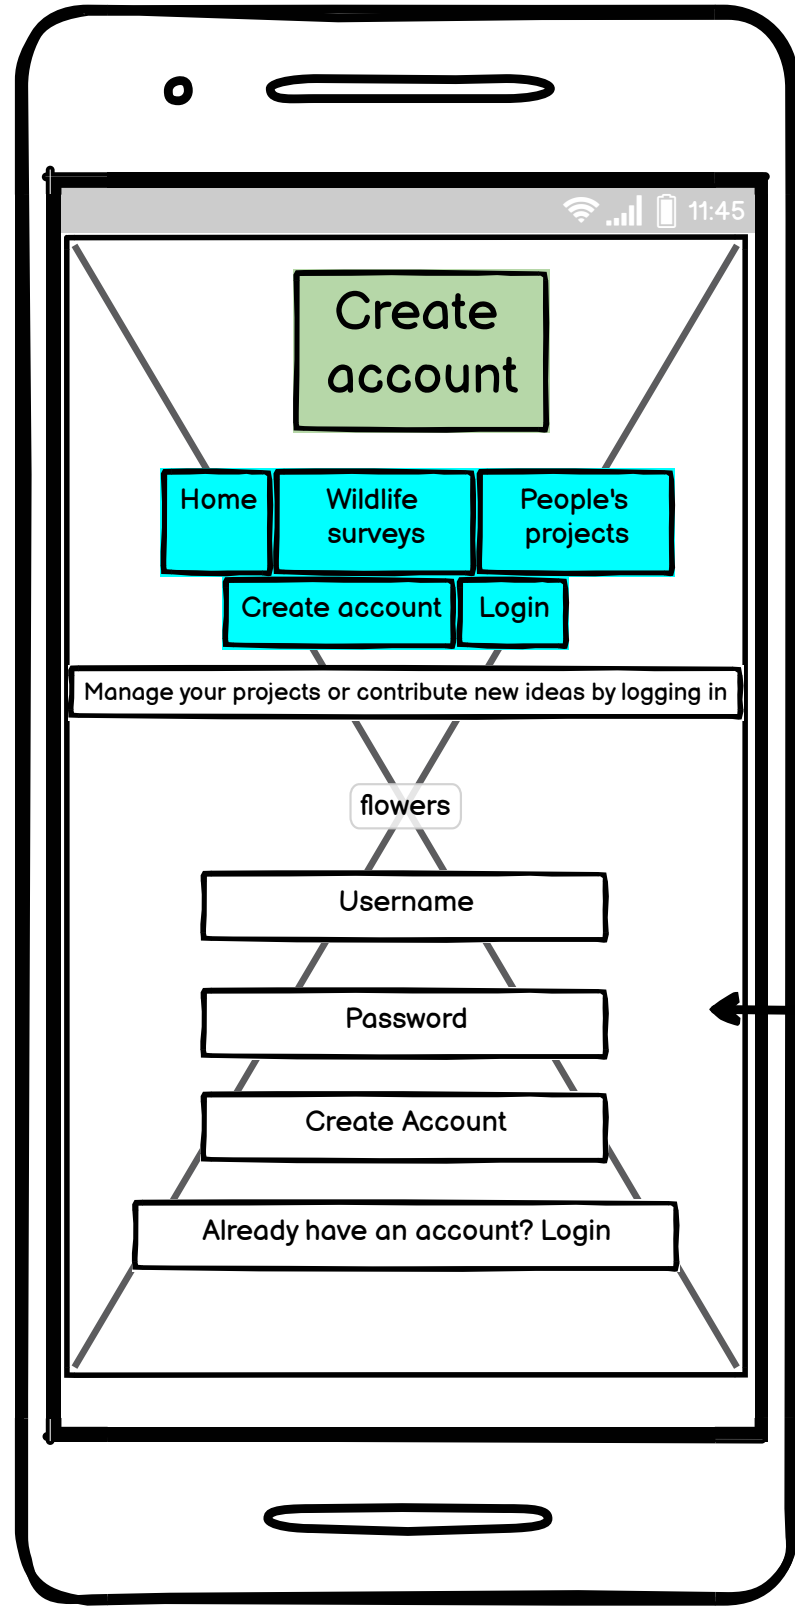 11:45
Create
account
Home
Wildlife
surveys
People's
projects
Create account
Login
Manage your projects or contribute new ideas by logging in
flowers
Username
Password
Create Account
Already have an account? Login